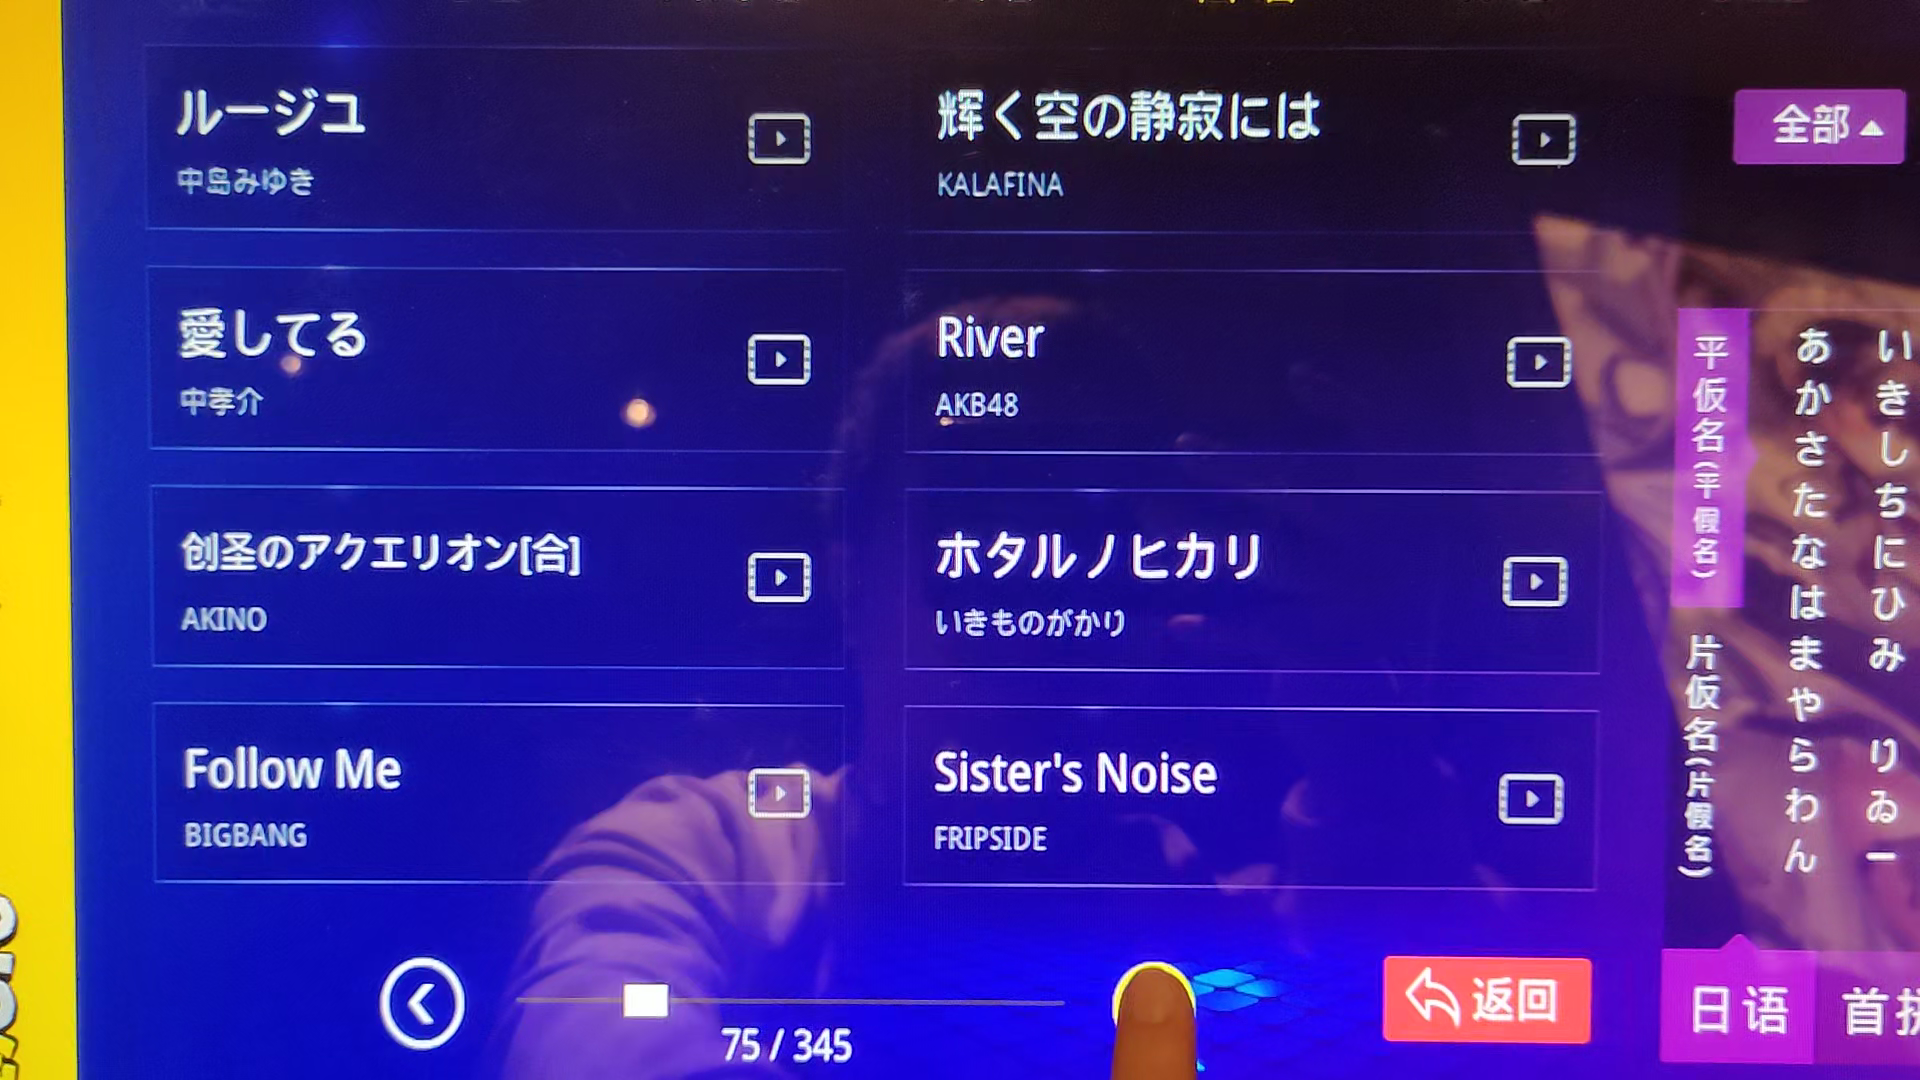 ルージユ
中岛みゆき
輝く空の静寂には
KALAFINA
全部
愛してる
中孝介
River
AKB48
创圣のアクエリオン[合]
AKINO
ホタルノヒカリ
いきものがかり
Follow Me
BIGBANG
Sister's Noise
FRIPSIDE
平仮名(平假名)
片仮名(片假名)
あかさたなはまやらわん
いきしちにひみ りゐー
75 / 345
返回
日语
首拼